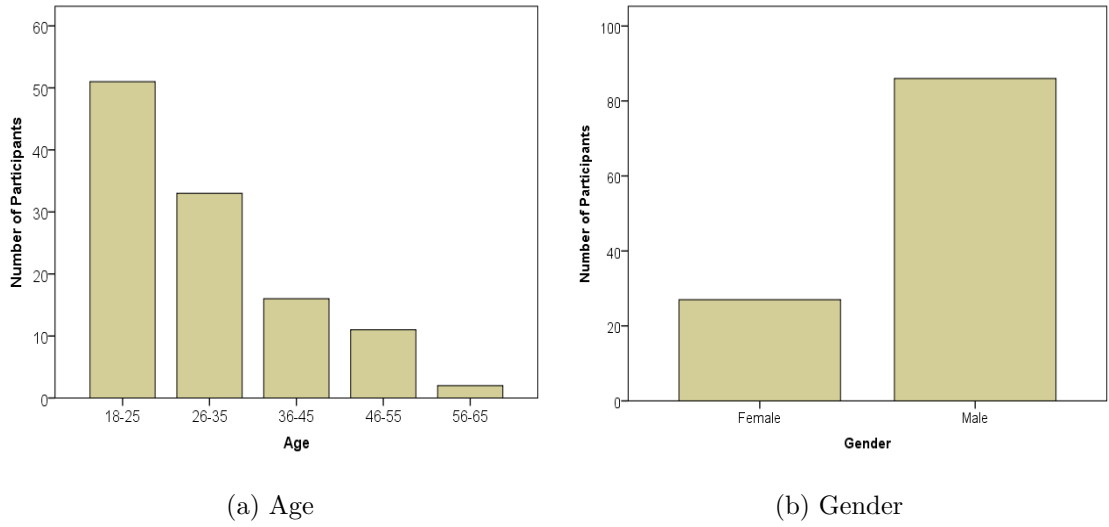 Number of Participants
60
50
40
30
20
10
0
18-25
26-35
36-45
46-55
56-65
Age
(a) Age
Number of Participants
100
80
60
40
20
0
Female
Male
Gender
(b) Gender